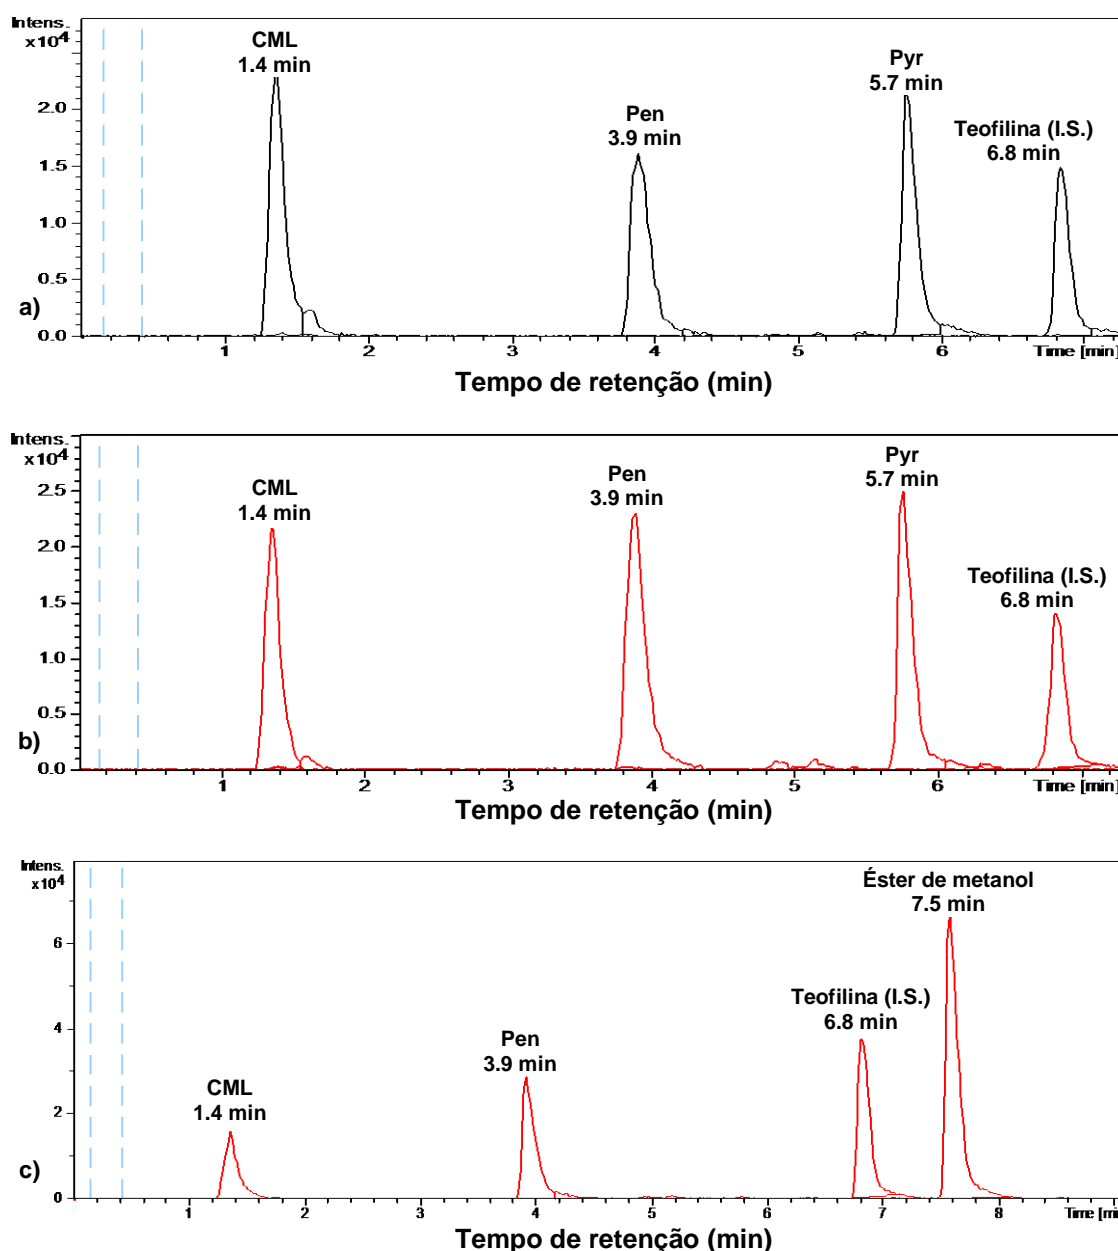 Intens.
x10⁴
CML
1.4 min
Pen
3.9 min
Pyr
5.7 min
Teofilina (I.S.)
6.8 min
2.0
1.5
1.0
0.5
0.0
a)
1 2 3 4 5 6 Time [min]
Tempo de retenção (min)
Intens.
x10⁴
CML
1.4 min
Pen
3.9 min
Pyr
5.7 min
Teofilina (I.S.)
6.8 min
2.5
2.0
1.5
1.0
0.5
0.0
b)
1 2 3 4 5 6 Time [min]
Tempo de retenção (min)
Intens.
x10⁴
Éster de metanol
7.5 min
Teofilina (I.S.)
6.8 min
Pen
3.9 min
CML
1.4 min
6
4
2
0
c)
1 2 3 4 5 6 7 8 Time [min
Tempo de retenção (min)